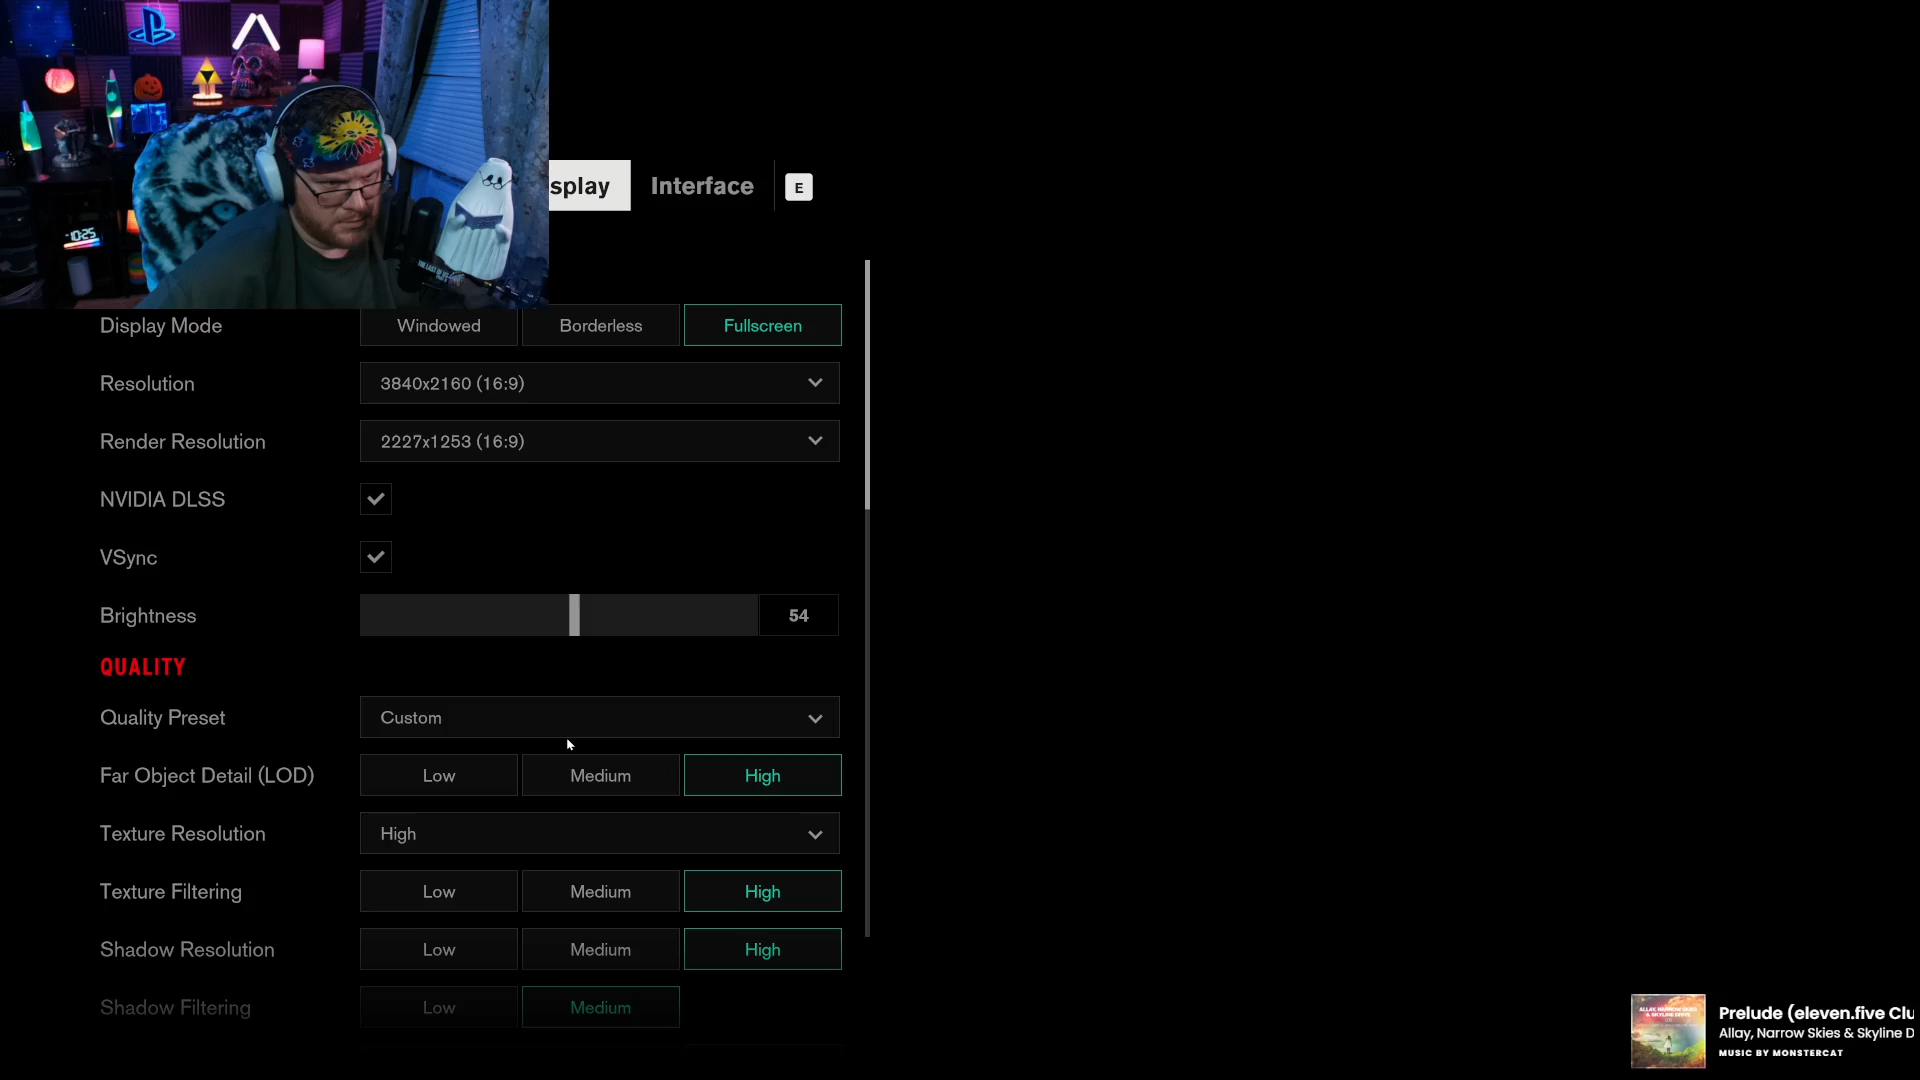 10:25
splay
Interface
E
Display Mode
Windowed
Borderless
Fullscreen
Resolution
3840x2160 (16:9)
Render Resolution
2227x1253 (16:9)
NVIDIA DLSS
VSync
Brightness
54
QUALITY
Quality Preset
Custom
Far Object Detail (LOD)
Low
Medium
High
Texture Resolution
High
Texture Filtering
Low
Medium
High
Shadow Resolution
Low
Medium
High
Shadow Filtering
Low
Medium
Prelude (eleven.five Clu
Allay, Narrow Skies & Skyline D
MUSIC BY MONSTERCAT